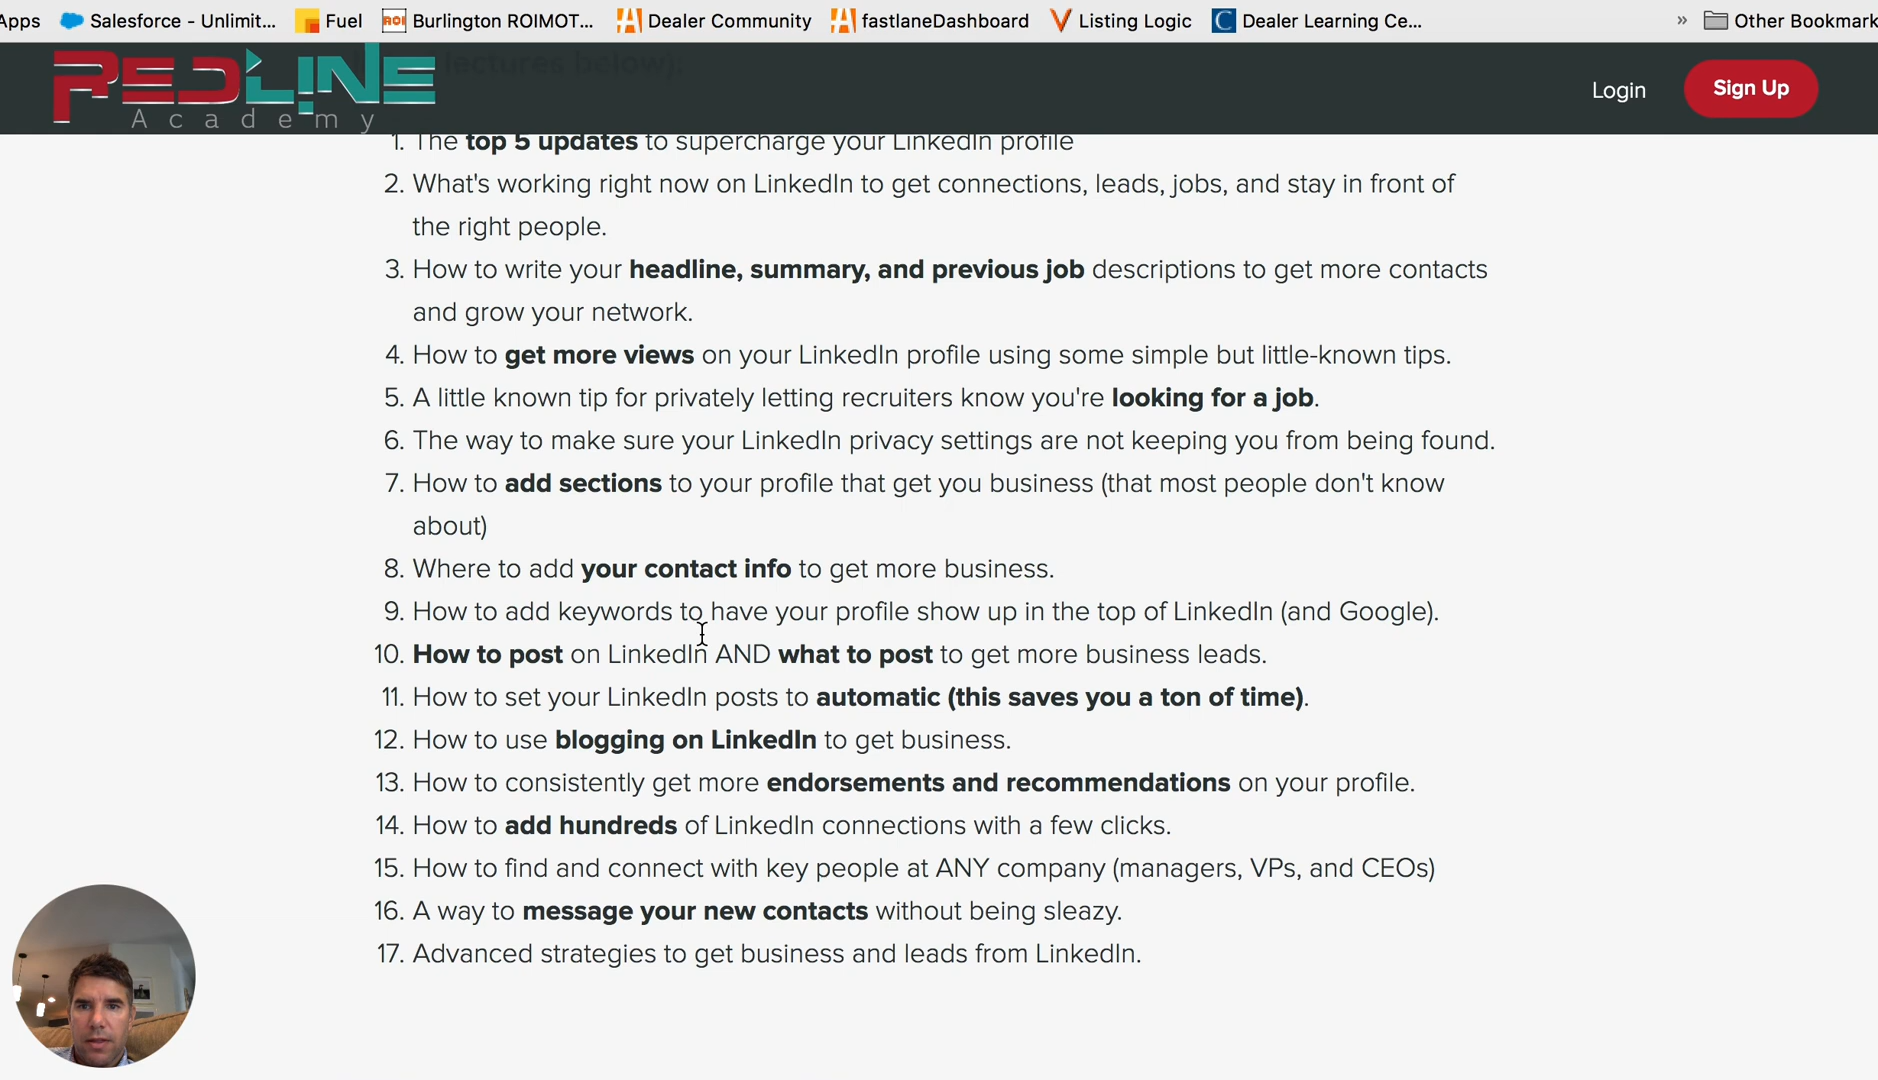 Apps Salesforce - Unlimit... Fuel ROI Burlington ROIMOT... Dealer Community fastlaneDashboard Listing Logic C Dealer Learning Ce... » Other Bookmark
lectures below):
REDLINE
Academy
Login
Sign Up
1. The top 5 updates to supercharge your LinkedIn profile
2. What's working right now on LinkedIn to get connections, leads, jobs, and stay in front of
the right people.
3. How to write your headline, summary, and previous job descriptions to get more contacts
and grow your network.
4. How to get more views on your LinkedIn profile using some simple but little-known tips.
5. A little known tip for privately letting recruiters know you're looking for a job.
6. The way to make sure your LinkedIn privacy settings are not keeping you from being found.
7. How to add sections to your profile that get you business (that most people don't know
about)
8. Where to add your contact info to get more business.
9. How to add keywords to have your profile show up in the top of LinkedIn (and Google).
10. How to post on LinkedIn AND what to post to get more business leads.
11. How to set your LinkedIn posts to automatic (this saves you a ton of time).
12. How to use blogging on LinkedIn to get business.
13. How to consistently get more endorsements and recommendations on your profile.
14. How to add hundreds of LinkedIn connections with a few clicks.
15. How to find and connect with key people at ANY company (managers, VPs, and CEOs)
16. A way to message your new contacts without being sleazy.
17. Advanced strategies to get business and leads from LinkedIn.